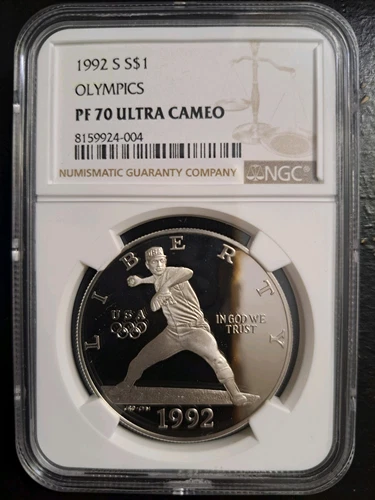 1992 S S$1
OLYMPICS
PF 70 ULTRA CAMEO
8159924-004
NUMISMATIC GUARANTY COMPANY NGC
LIBERTY
USA
IN GOD WE
TRUST
1992